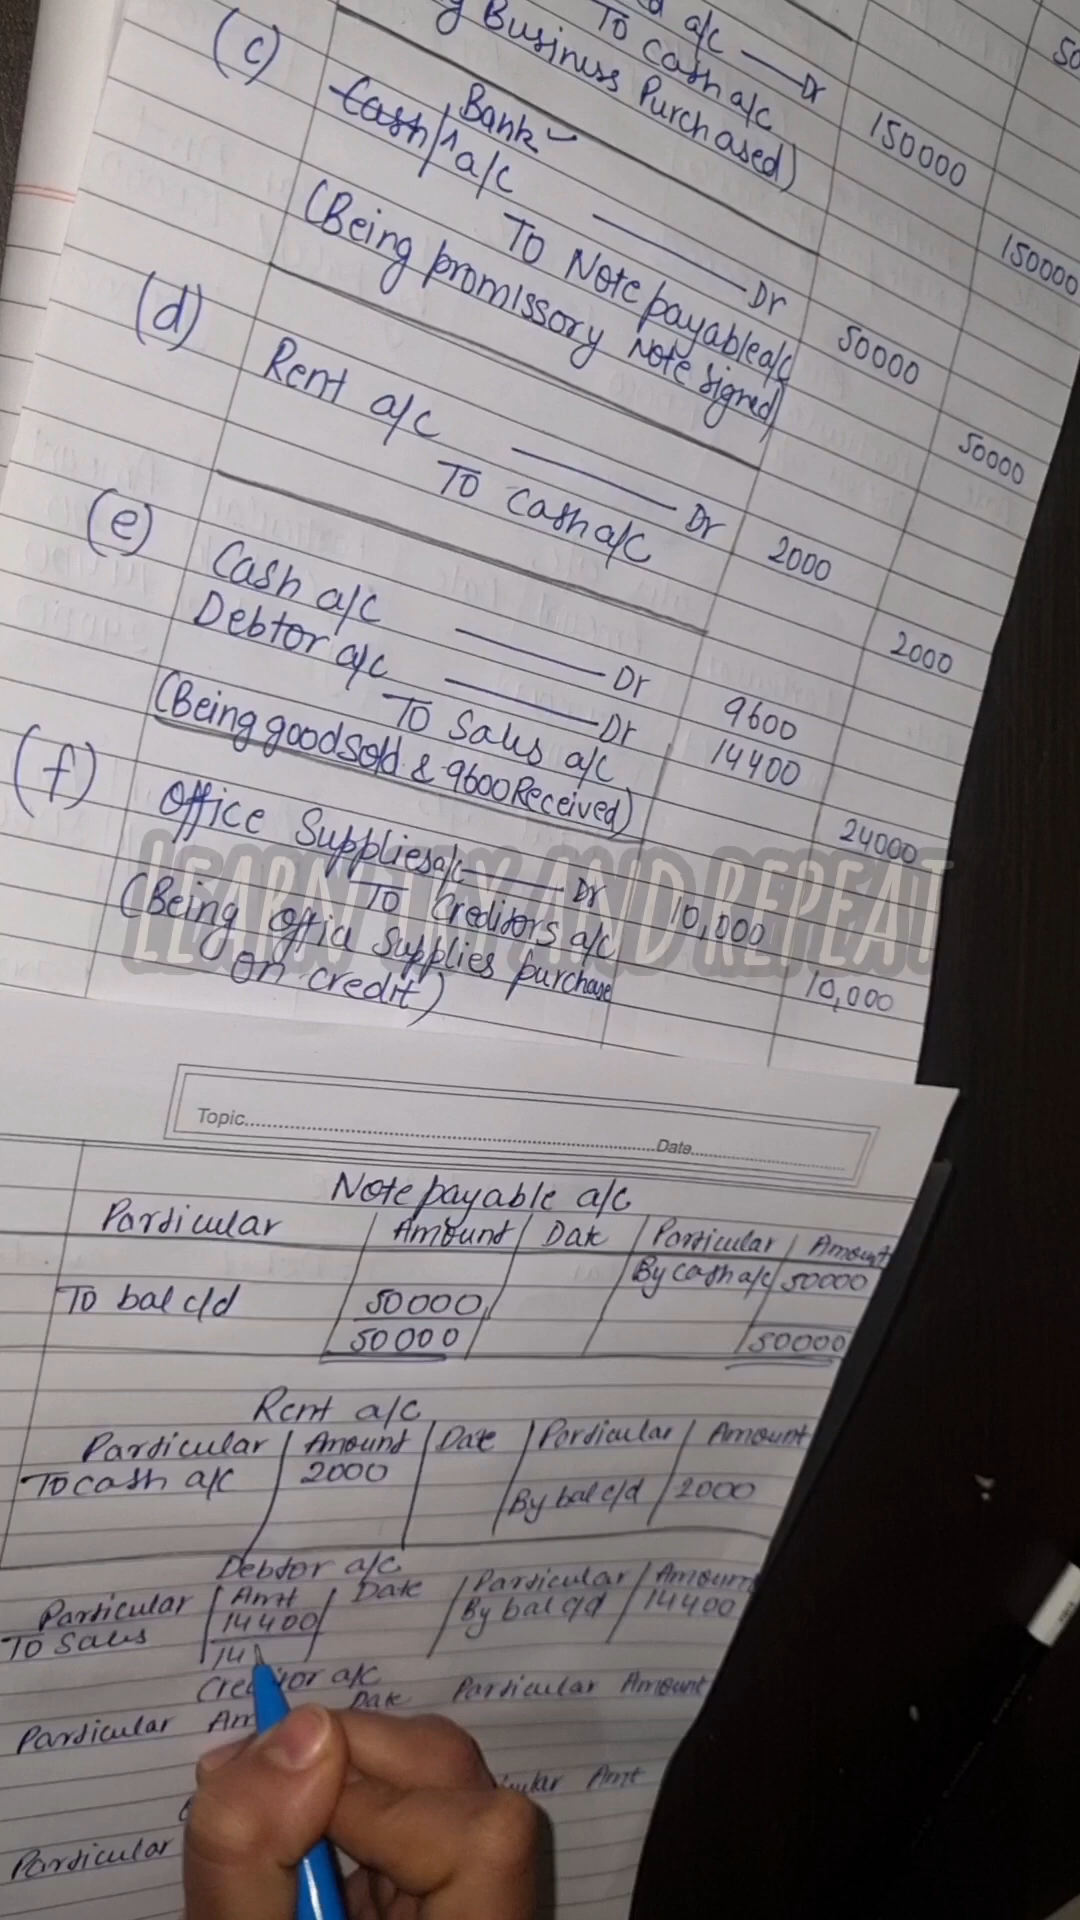 a/c Dr
To cash a/c
Business Purchased)
150000
150000
(c) Cash/Bank a/c Dr
To Note payable a/c
(Being promissory Note signed)
50000
50000
(d) Rent a/c Dr 2000
To cash a/c 2000
(e) Cash a/c Dr 9600
Debtor a/c Dr 14400
To Sales a/c 24000
(Being good sold & 9600 Received)
(f) Office Supplies a/c Dr 10,000
To Creditors a/c 10,000
(Being Office Supplies purchase
on credit)
LEARN TRY AND REPEAT
Topic Date
Note payable a/c
Particular Amount Date Particular Amount
By cash a/c 50000
To bal c/d 50000
50000 50000
Rent a/c
Particular Amount Date Particular Amount
To cash a/c 2000
By bal c/d 2000
Debtor a/c
Particular Amt Date Particular Amount
To Sales 14400 By bal c/d 14400
14
Creditor a/c
Particular Am Date Particular Amount
Amt
Particular